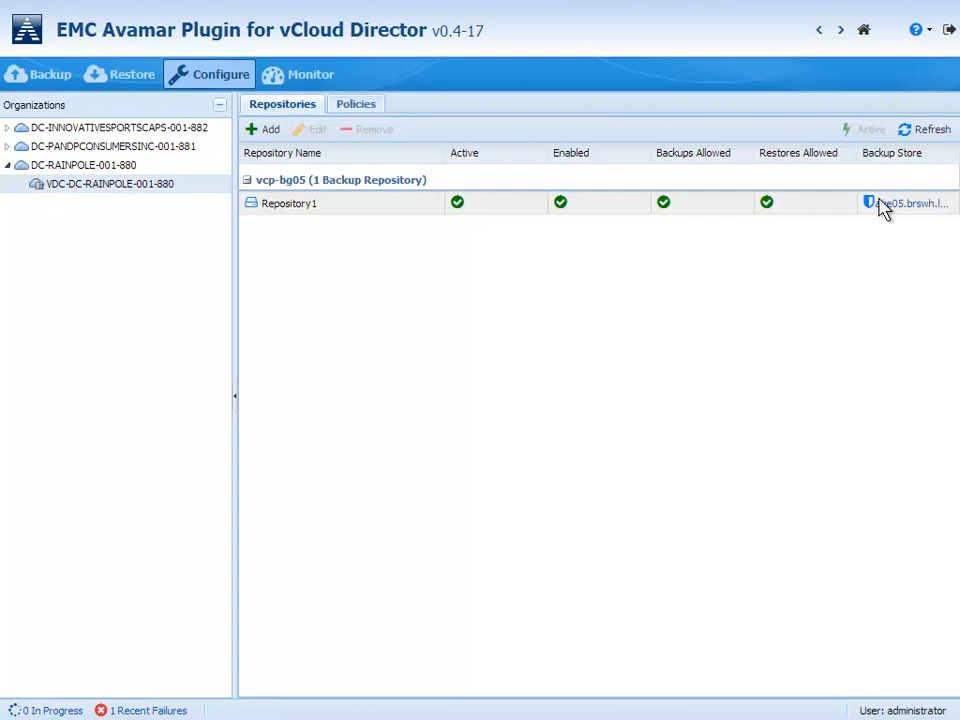 EMC Avamar Plugin for vCloud Director v0.4-17
Backup Restore Configure Monitor
Organizations
DC-INNOVATIVESPORTSCAPS-001-882
DC-PANDPCONSUMERSINC-001-881
DC-RAINPOLE-001-880
VDC-DC-RAINPOLE-001-880
Repositories Policies
Add Edit Remove Active Refresh
Repository Name Active Enabled Backups Allowed Restores Allowed Backup Store
vcp-bg05 (1 Backup Repository)
Repository1
0 In Progress 1 Recent Failures User: administrator